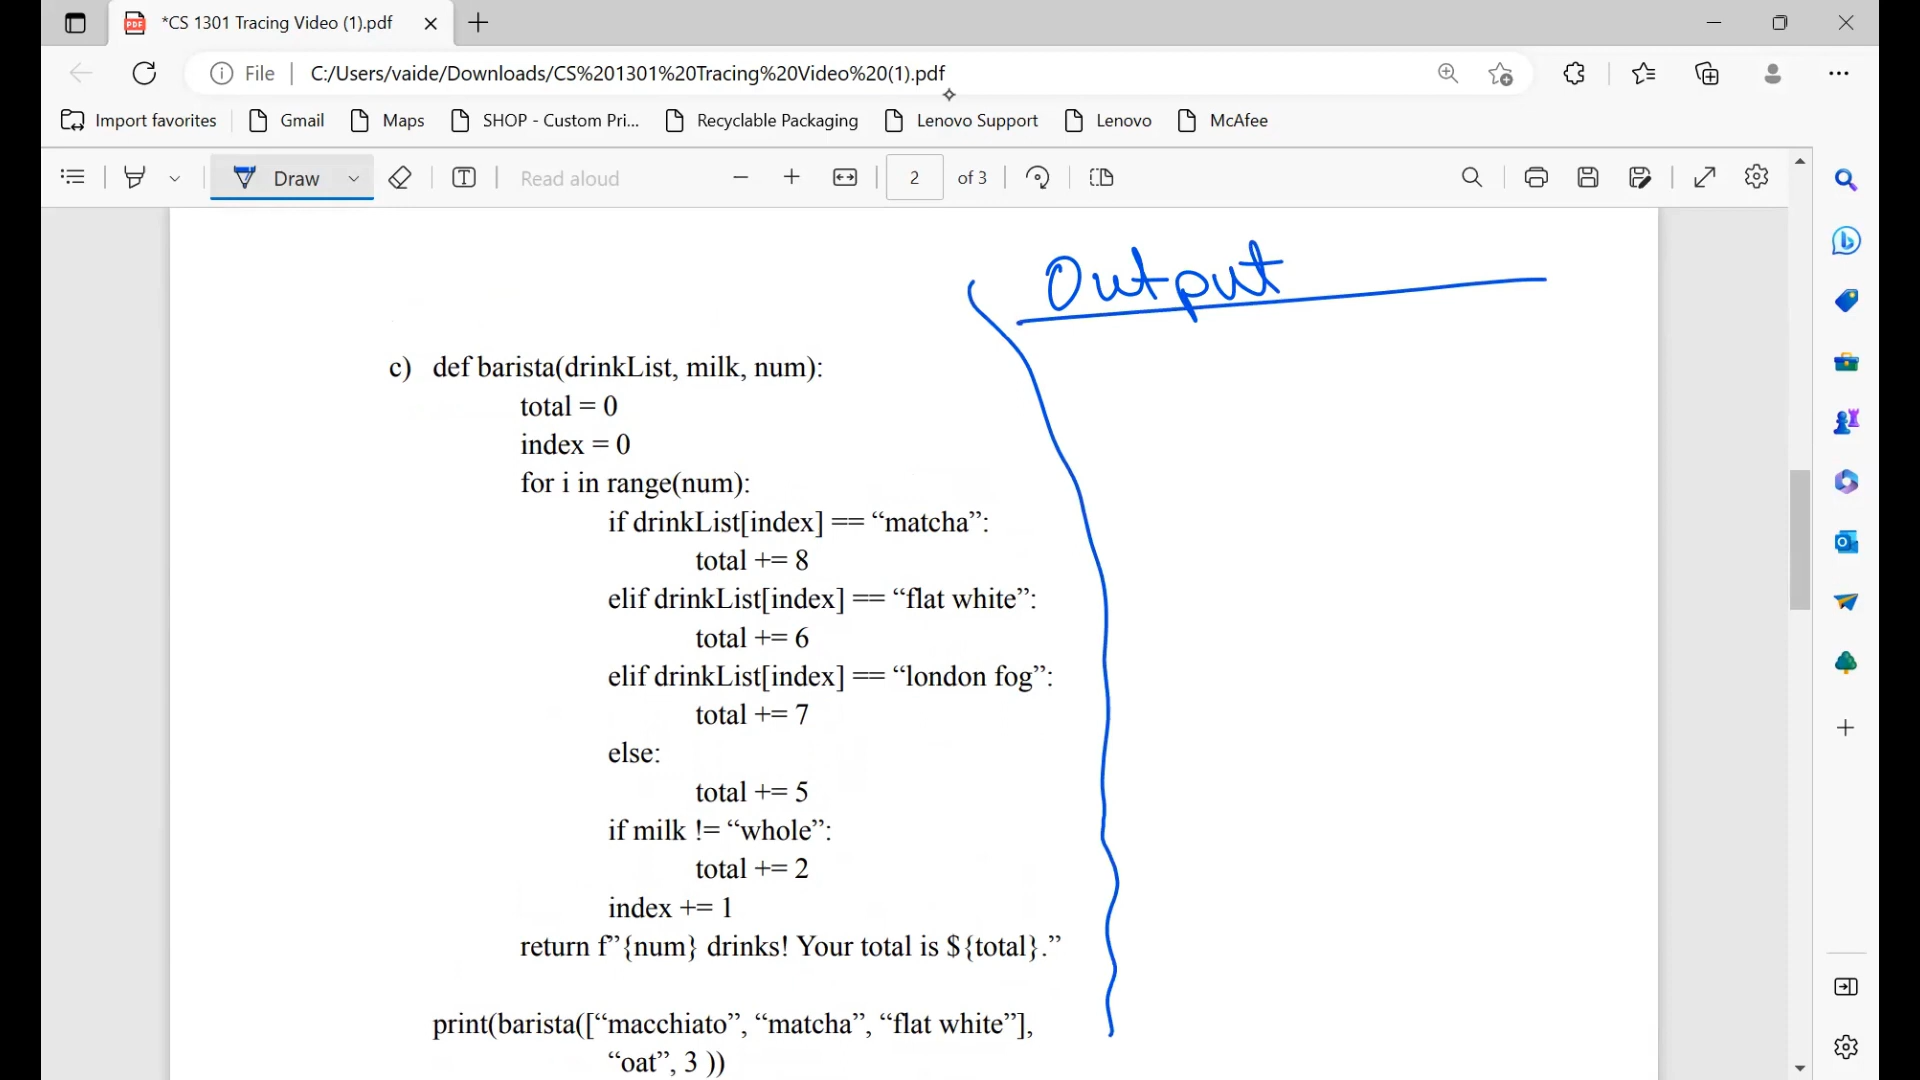 *CS 1301 Tracing Video (1).pdf
File
C:/Users/vaide/Downloads/CS%201301%20Tracing%20Video%20(1).pdf
Import favorites
Gmail
Maps
SHOP - Custom Pri...
Recyclable Packaging
Lenovo Support
Lenovo
McAfee
Draw
Read aloud
2
of 3
Output
c) def barista(drinkList, milk, num):
total = 0
index = 0
for i in range(num):
if drinkList[index] == “matcha”:
total += 8
elif drinkList[index] == “flat white”:
total += 6
elif drinkList[index] == “london fog”:
total += 7
else:
total += 5
if milk != “whole”:
total += 2
index += 1
return f”{num} drinks! Your total is ${total}.”
print(barista([“macchiato”, “matcha”, “flat white”],
“oat”, 3 ))